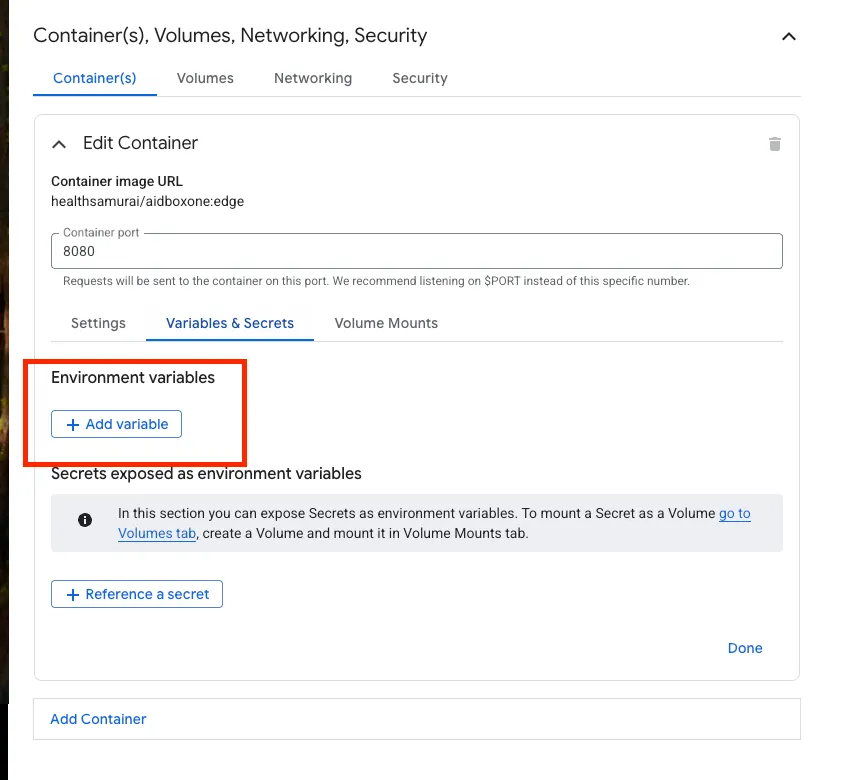 Container(s), Volumes, Networking, Security
Container(s) Volumes Networking Security
Edit Container
Container image URL
healthsamurai/aidboxone:edge
Container port
8080
Requests will be sent to the container on this port. We recommend listening on $PORT instead of this specific number.
Settings Variables & Secrets Volume Mounts
Environment variables
+ Add variable
Secrets exposed as environment variables
In this section you can expose Secrets as environment variables. To mount a Secret as a Volume go to
Volumes tab, create a Volume and mount it in Volume Mounts tab.
+ Reference a secret
Done
Add Container